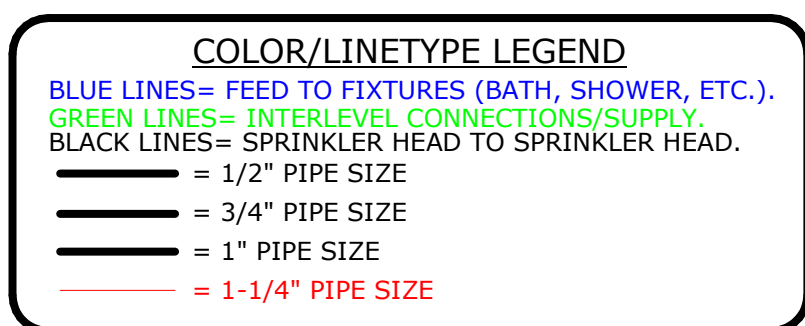 COLOR/LINETYPE LEGEND
BLUE LINES= FEED TO FIXTURES (BATH, SHOWER, ETC.).
GREEN LINES= INTERLEVEL CONNECTIONS/SUPPLY.
BLACK LINES= SPRINKLER HEAD TO SPRINKLER HEAD.
= 1/2" PIPE SIZE
= 3/4" PIPE SIZE
= 1" PIPE SIZE
= 1-1/4" PIPE SIZE